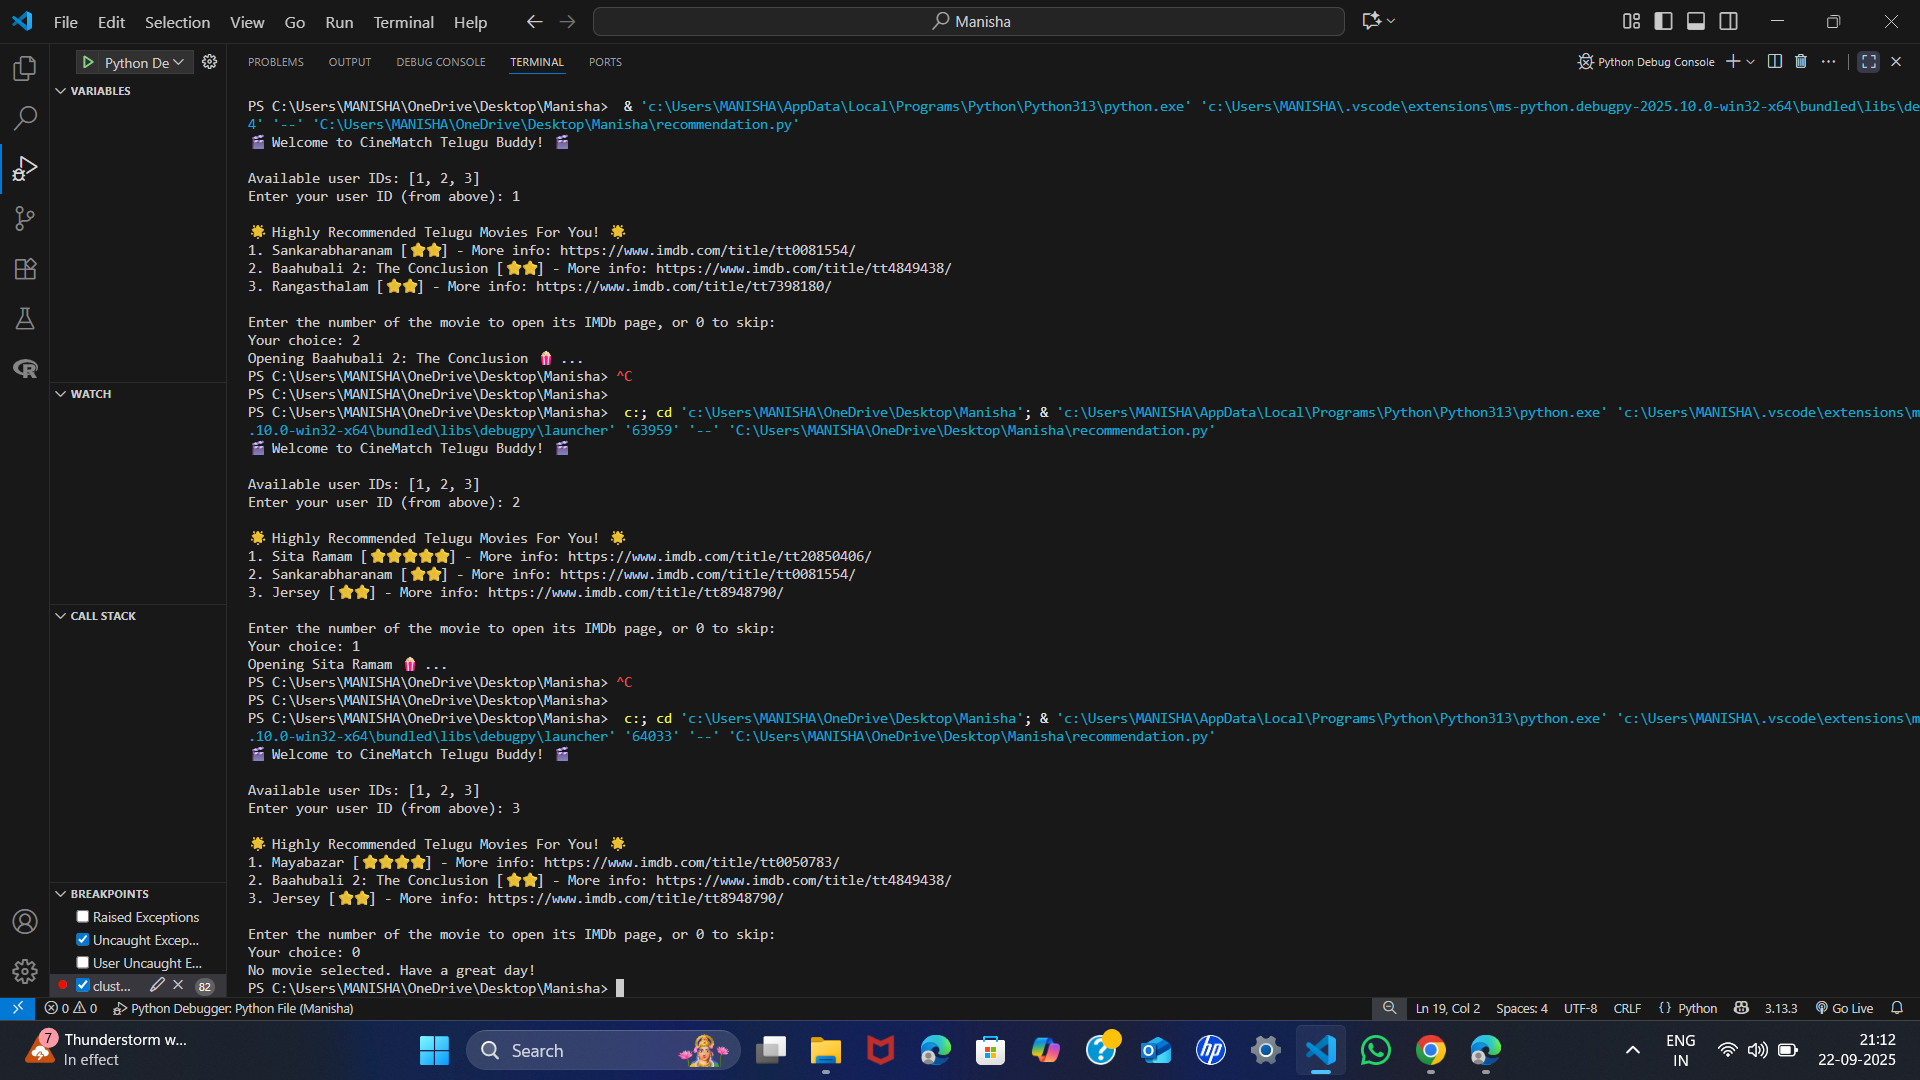 File Edit Selection View Go Run Terminal Help Manisha
Python De
PROBLEMS OUTPUT DEBUG CONSOLE TERMINAL PORTS
Python Debug Console
VARIABLES
WATCH
CALL STACK
BREAKPOINTS
Raised Exceptions
Uncaught Excep...
User Uncaught E...
clust... 82
PS C:\Users\MANISHA\OneDrive\Desktop\Manisha>  & 'c:\Users\MANISHA\AppData\Local\Programs\Python\Python313\python.exe' 'c:\Users\MANISHA\.vscode\extensions\ms-python.debugpy-2025.10.0-win32-x64\bundled\libs\de
4' '--' 'C:\Users\MANISHA\OneDrive\Desktop\Manisha\recommendation.py'
🎬 Welcome to CineMatch Telugu Buddy! 🎬
Available user IDs: [1, 2, 3]
Enter your user ID (from above): 1
🌟 Highly Recommended Telugu Movies For You! 🌟
1. Sankarabharanam [⭐⭐] - More info: https://www.imdb.com/title/tt0081554/
2. Baahubali 2: The Conclusion [⭐⭐] - More info: https://www.imdb.com/title/tt4849438/
3. Rangasthalam [⭐⭐] - More info: https://www.imdb.com/title/tt7398180/
Enter the number of the movie to open its IMDb page, or 0 to skip:
Your choice: 2
Opening Baahubali 2: The Conclusion 🍿 ...
PS C:\Users\MANISHA\OneDrive\Desktop\Manisha> ^C
PS C:\Users\MANISHA\OneDrive\Desktop\Manisha>
PS C:\Users\MANISHA\OneDrive\Desktop\Manisha>  c:; cd 'c:\Users\MANISHA\OneDrive\Desktop\Manisha'; & 'c:\Users\MANISHA\AppData\Local\Programs\Python\Python313\python.exe' 'c:\Users\MANISHA\.vscode\extensions\m
.10.0-win32-x64\bundled\libs\debugpy\launcher' '63959' '--' 'C:\Users\MANISHA\OneDrive\Desktop\Manisha\recommendation.py'
🎬 Welcome to CineMatch Telugu Buddy! 🎬
Available user IDs: [1, 2, 3]
Enter your user ID (from above): 2
🌟 Highly Recommended Telugu Movies For You! 🌟
1. Sita Ramam [⭐⭐⭐⭐⭐] - More info: https://www.imdb.com/title/tt20850406/
2. Sankarabharanam [⭐⭐] - More info: https://www.imdb.com/title/tt0081554/
3. Jersey [⭐⭐] - More info: https://www.imdb.com/title/tt8948790/
Enter the number of the movie to open its IMDb page, or 0 to skip:
Your choice: 1
Opening Sita Ramam 🍿 ...
PS C:\Users\MANISHA\OneDrive\Desktop\Manisha> ^C
PS C:\Users\MANISHA\OneDrive\Desktop\Manisha>
PS C:\Users\MANISHA\OneDrive\Desktop\Manisha>  c:; cd 'c:\Users\MANISHA\OneDrive\Desktop\Manisha'; & 'c:\Users\MANISHA\AppData\Local\Programs\Python\Python313\python.exe' 'c:\Users\MANISHA\.vscode\extensions\m
.10.0-win32-x64\bundled\libs\debugpy\launcher' '64033' '--' 'C:\Users\MANISHA\OneDrive\Desktop\Manisha\recommendation.py'
🎬 Welcome to CineMatch Telugu Buddy! 🎬
Available user IDs: [1, 2, 3]
Enter your user ID (from above): 3
🌟 Highly Recommended Telugu Movies For You! 🌟
1. Mayabazar [⭐⭐⭐⭐] - More info: https://www.imdb.com/title/tt0050783/
2. Baahubali 2: The Conclusion [⭐⭐] - More info: https://www.imdb.com/title/tt4849438/
3. Jersey [⭐⭐] - More info: https://www.imdb.com/title/tt8948790/
Enter the number of the movie to open its IMDb page, or 0 to skip:
Your choice: 0
No movie selected. Have a great day!
PS C:\Users\MANISHA\OneDrive\Desktop\Manisha>
0 0 Python Debugger: Python File (Manisha)
Ln 19, Col 2 Spaces: 4 UTF-8 CRLF {} Python 3.13.3 Go Live
7 Thunderstorm w...
In effect
Search
hp
ENG
IN
21:12
22-09-2025